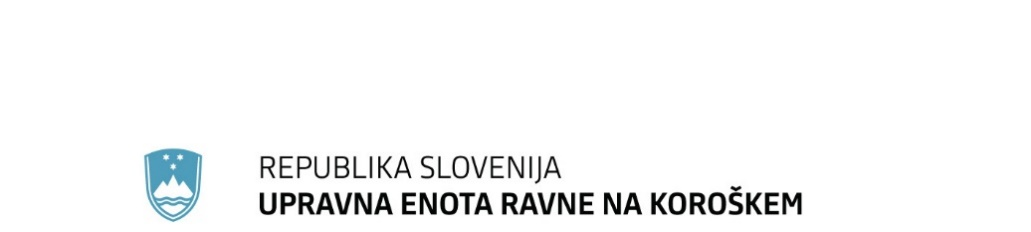 REPUBLIKA SLOVENIJA
UPRAVNA ENOTA RAVNE NA KOROŠKEM